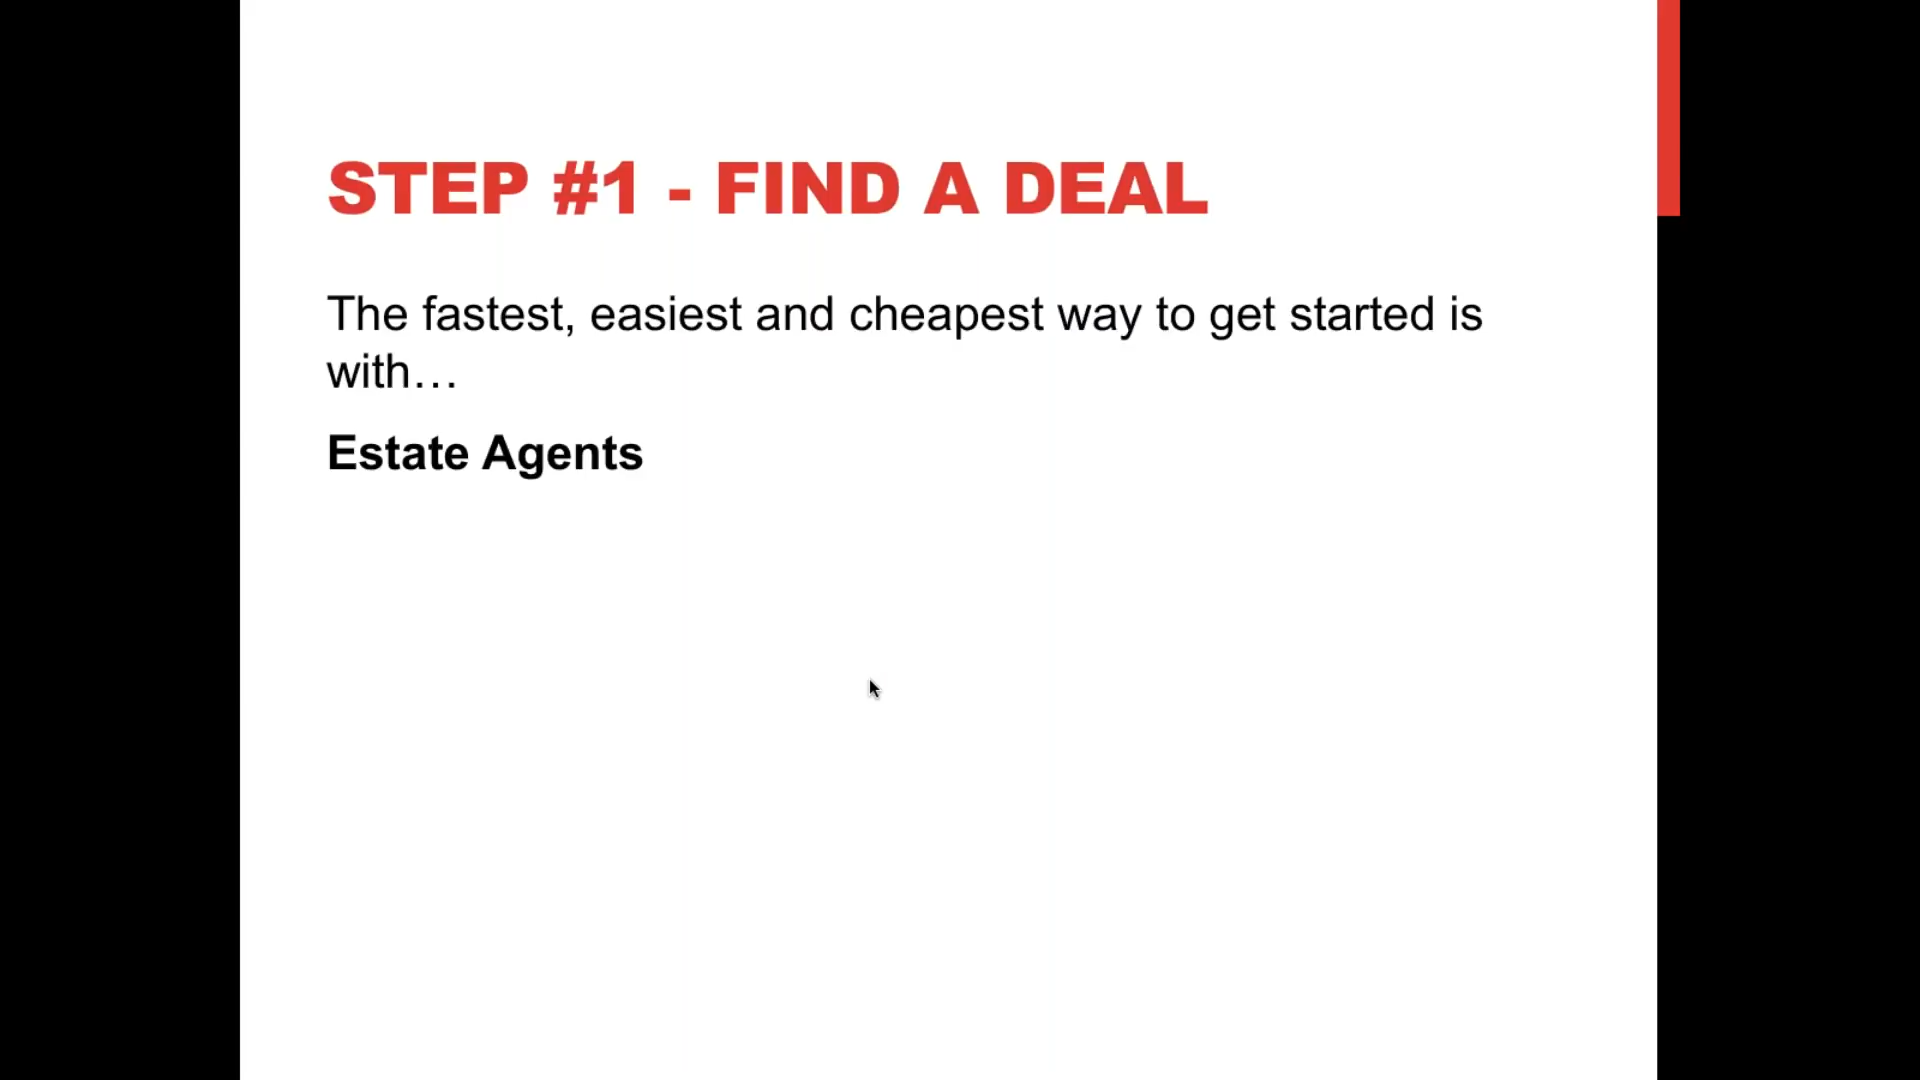 STEP #1 - FIND A DEAL
The fastest, easiest and cheapest way to get started is
with…
Estate Agents